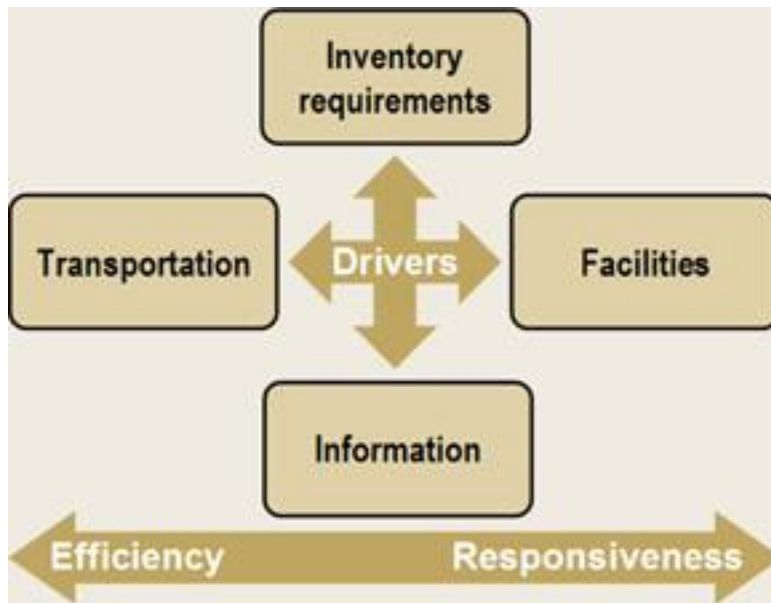 Inventory
requirements
Transportation
Drivers
Facilities
Information
Efficiency
Responsiveness